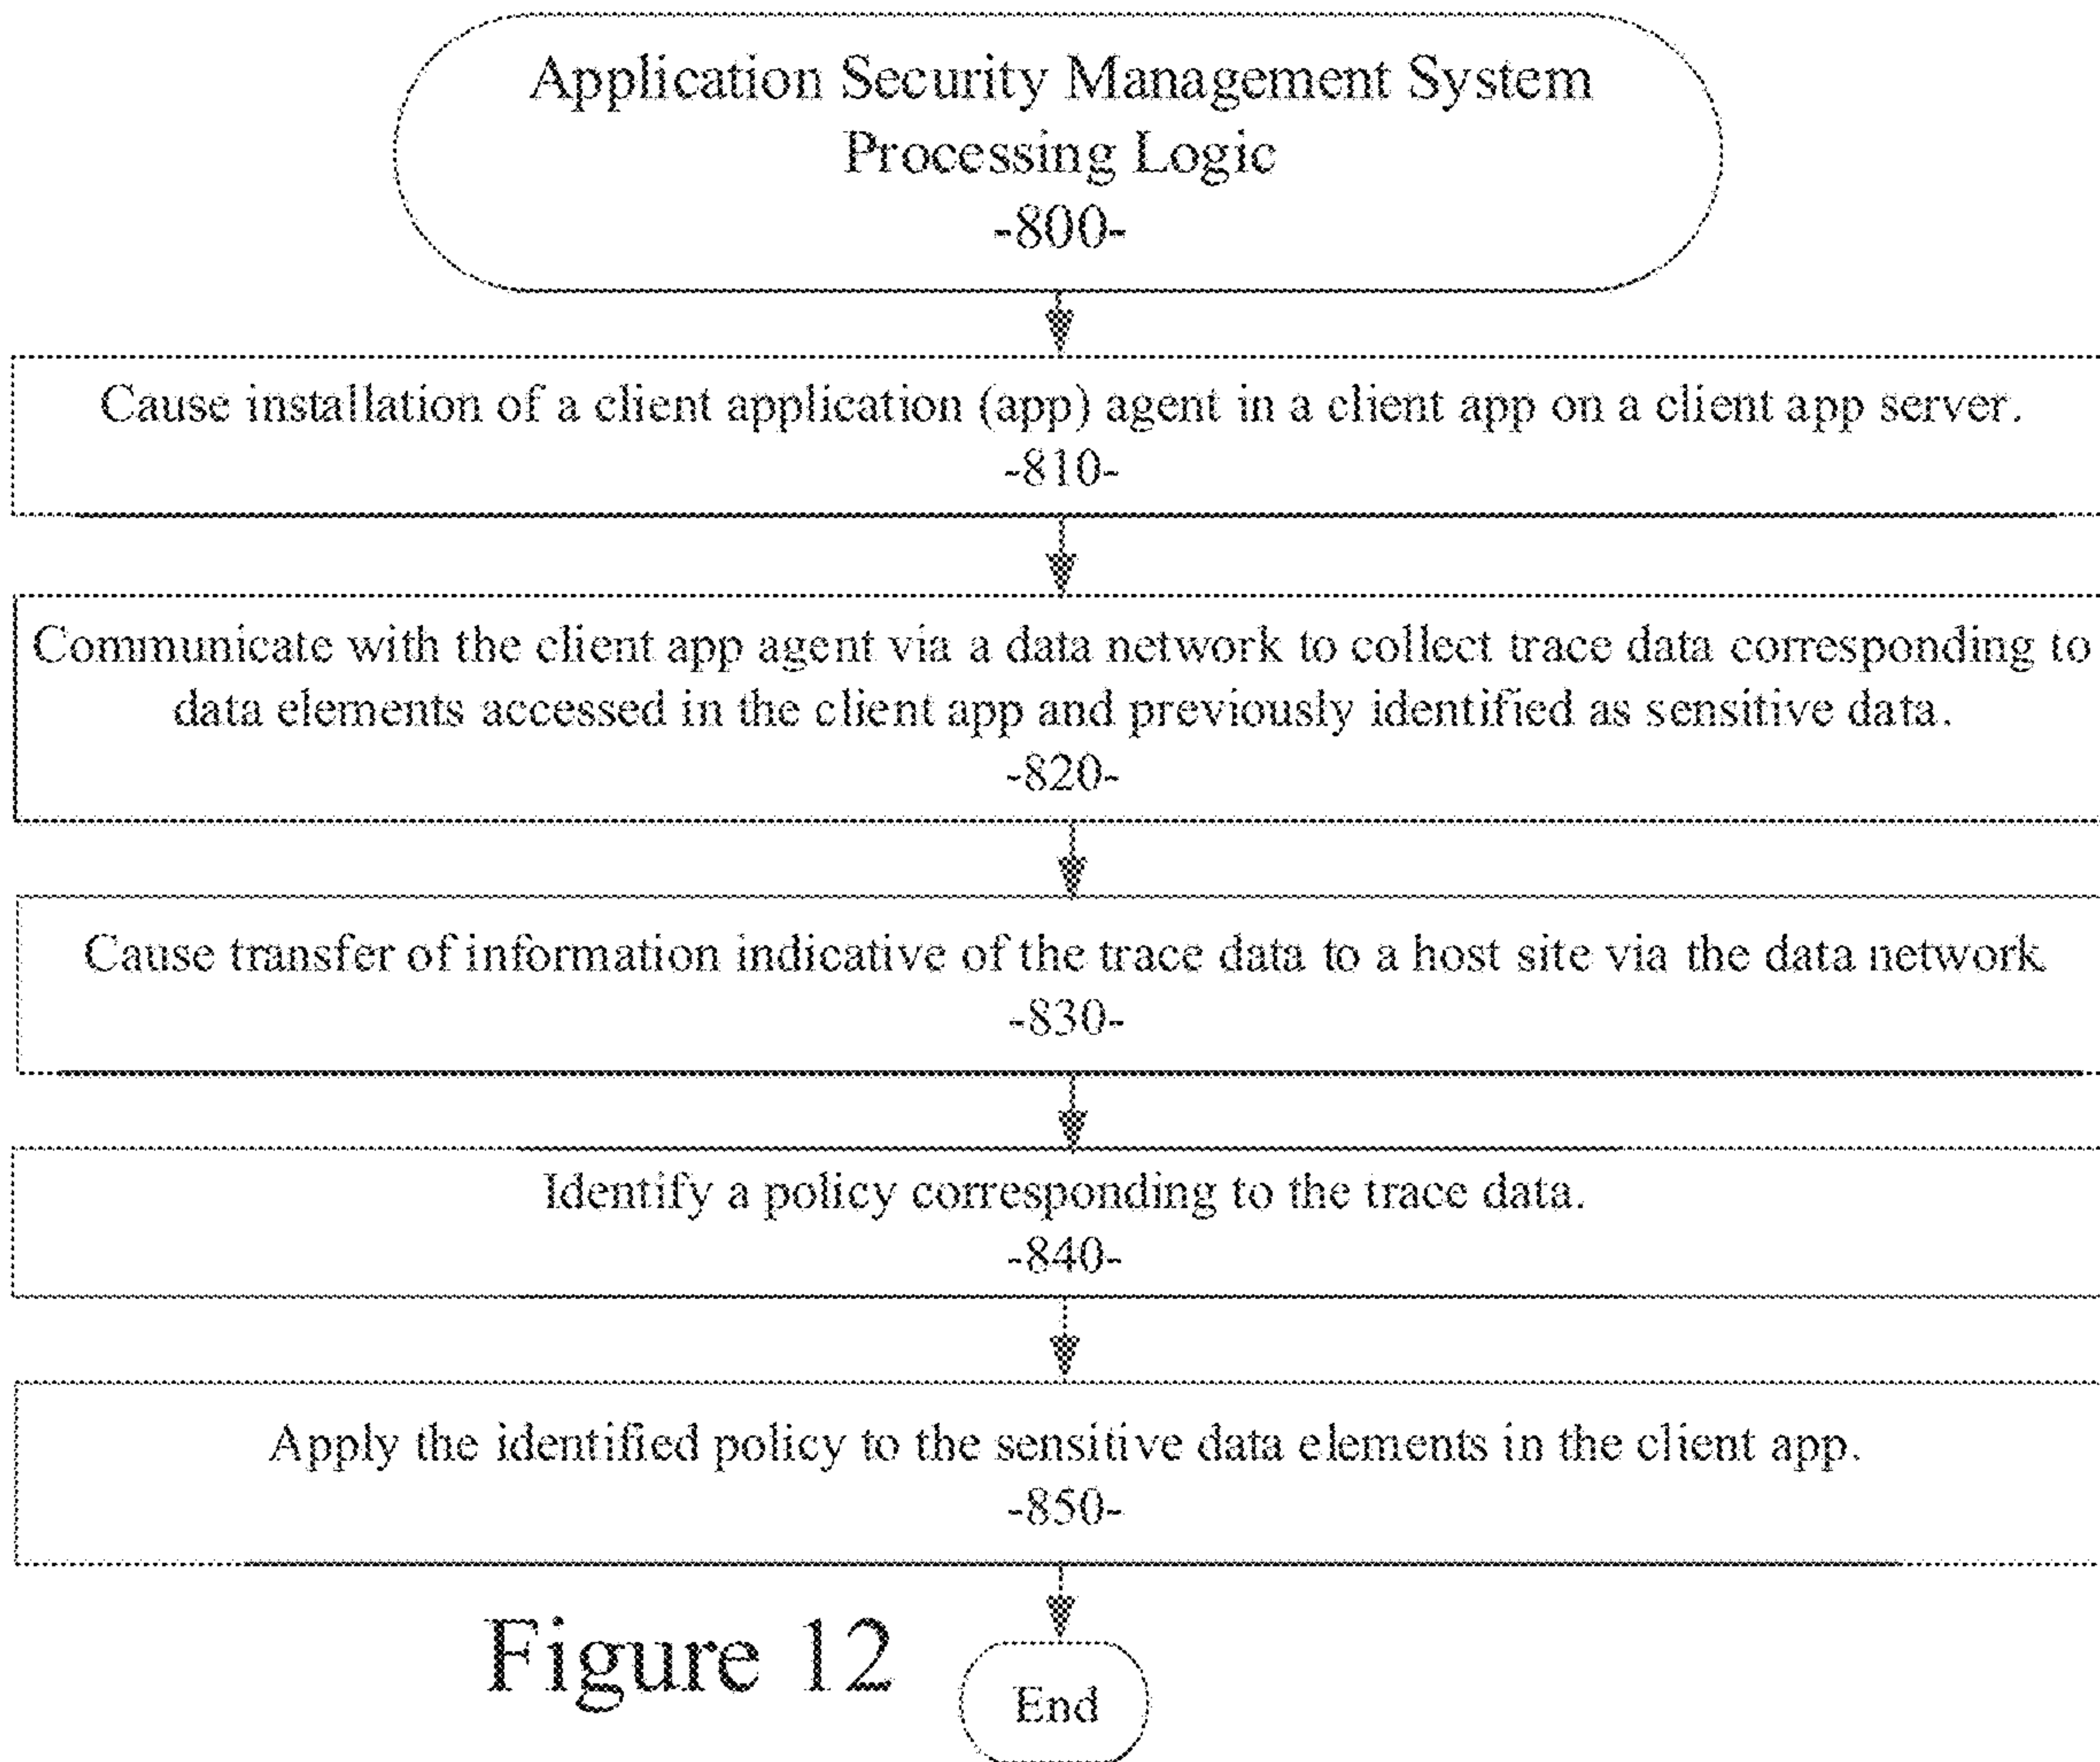 Application Security Management System
Processing Logic
-800-
Cause installation of a client application (app) agent in a client app on a client app server.
-810-
Communicate with the client app agent via a data network to collect trace data corresponding to
data elements accessed in the client app and previously identified as sensitive data.
-820-
Cause transfer of information indicative of the trace data to a host site via the data network
-830-
Identify a policy corresponding to the trace data.
-840-
Apply the identified policy to the sensitive data elements in the client app.
-850-
Figure 12
End